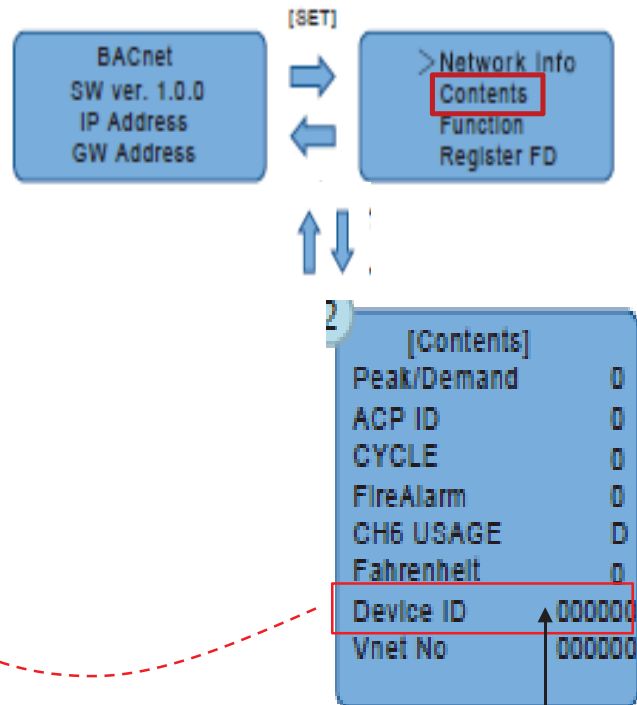 [SET]
BACnet
SW ver. 1.0.0
IP Address
GW Address
>Network Info
Contents
Function
Register FD
2
[Contents]
Peak/Demand 0
ACP ID 0
CYCLE 0
FireAlarm 0
CH6 USAGE D
Fahrenheit 0
Device ID 000000
Vnet No 000000